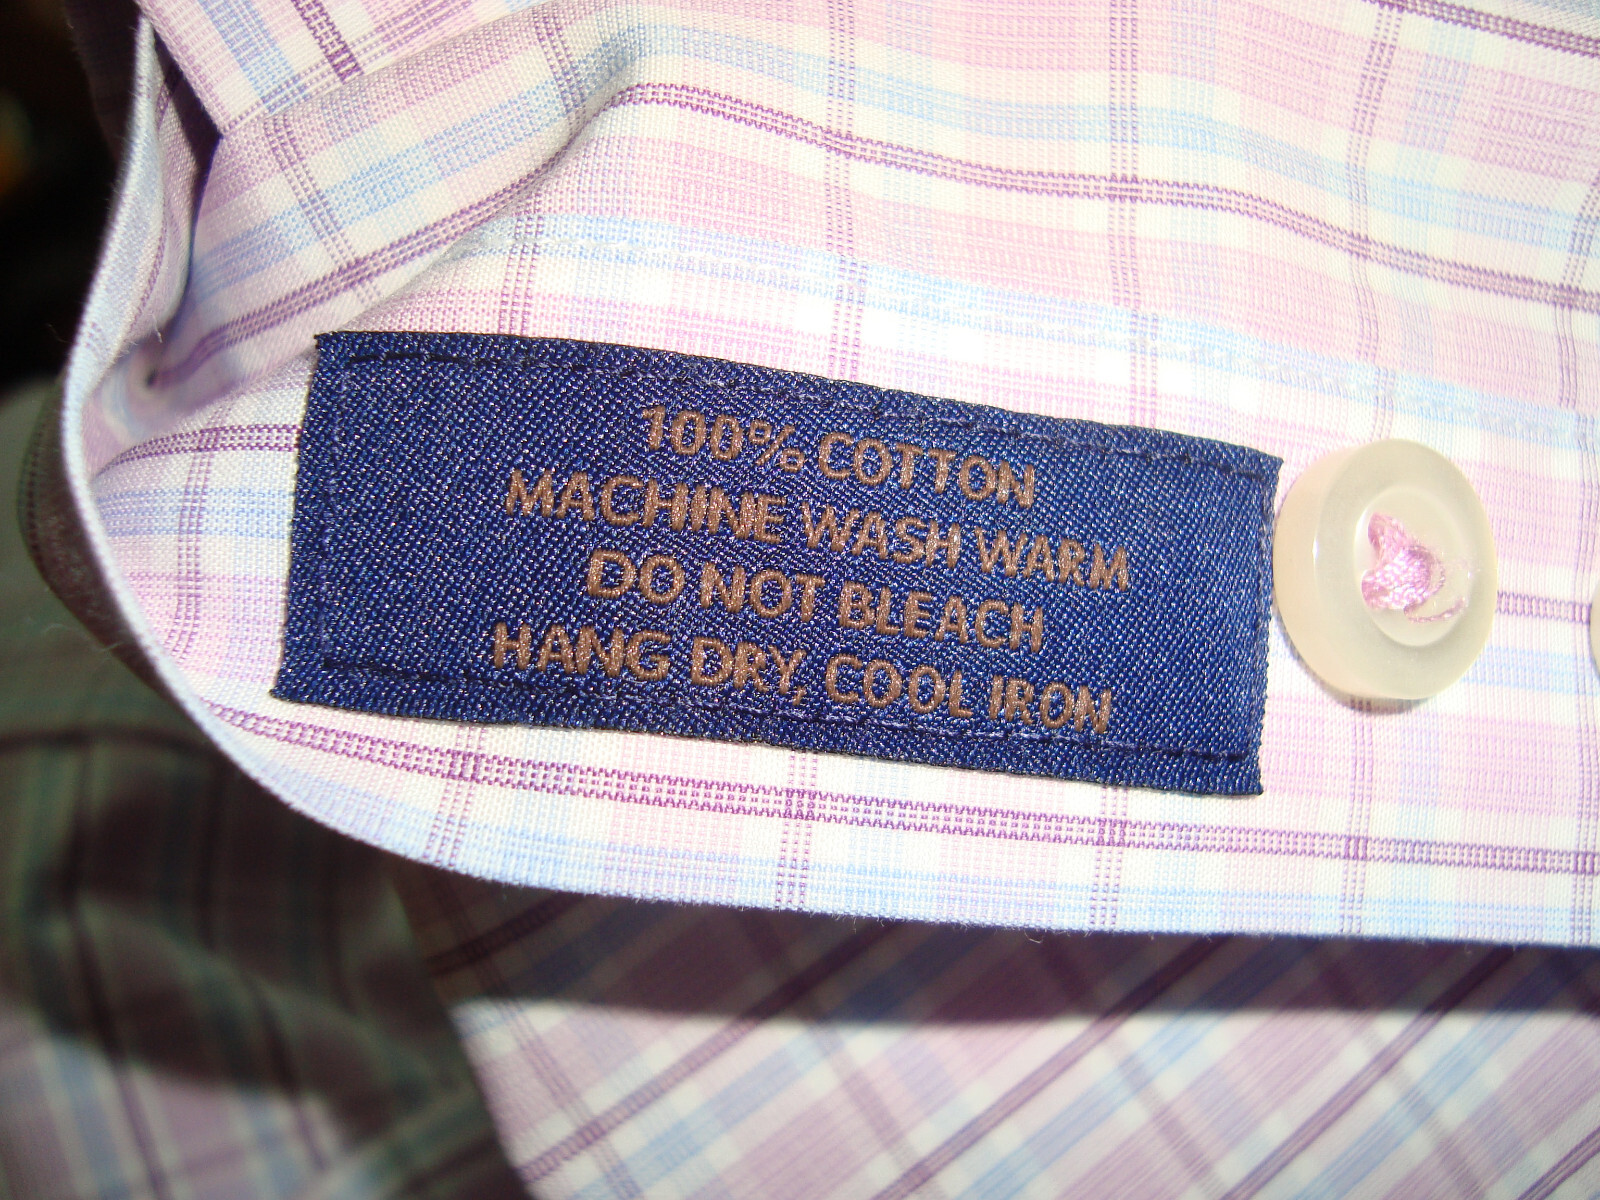 100% COTTON
MACHINE WASH WARM
DO NOT BLEACH
HANG DRY, COOL IRON